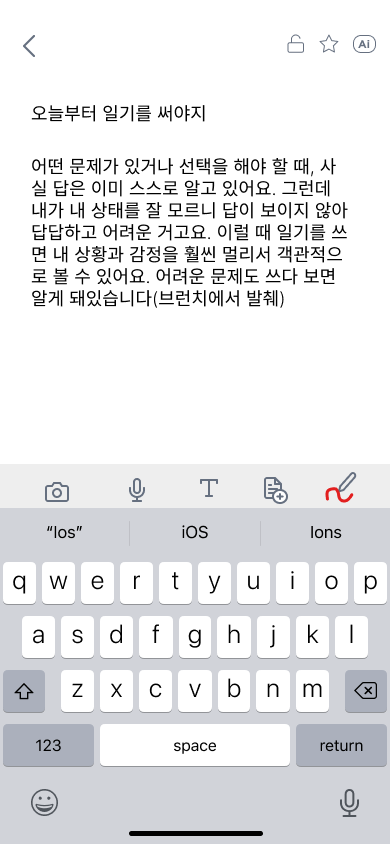 Ai
오늘부터 일기를 써야지
어떤 문제가 있거나 선택을 해야 할 때, 사
실 답은 이미 스스로 알고 있어요. 그런데
내가 내 상태를 잘 모르니 답이 보이지 않아
답답하고 어려운 거고요. 이럴 때 일기를 쓰
면 내 상황과 감정을 훨씬 멀리서 객관적으
로 볼 수 있어요. 어려운 문제도 쓰다 보면
알게 돼있습니다(브런치에서 발췌)
T
“Ios” iOS Ions
q w e r t y u i o p
a s d f g h j k l
z x c v b n m
123 space return